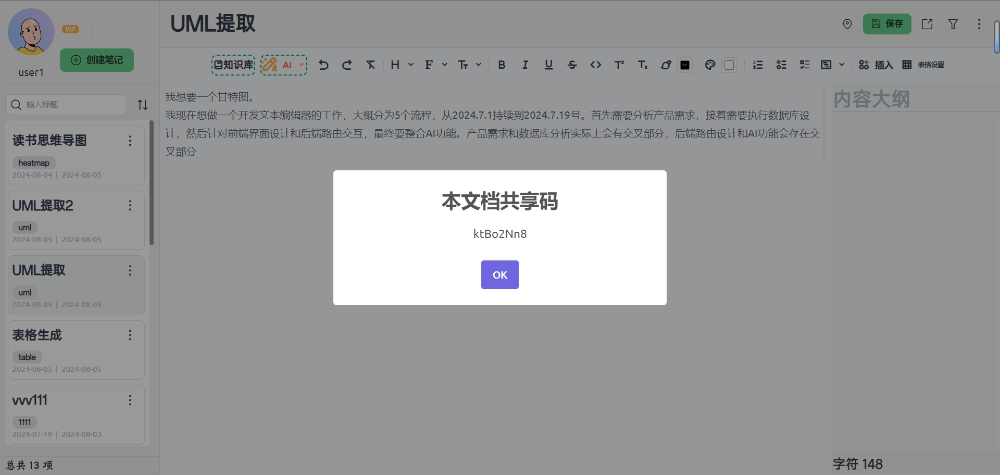 VIP
创建笔记
user1
输入标题
读书思维导图
heatmap
2024-08-04 | 2024-08-05
UML提取2
uml
2024-08-05 | 2024-08-05
UML提取
uml
2024-08-05 | 2024-08-05
表格生成
table
2024-08-05 | 2024-08-05
vvv111
1111
2024-07-19 | 2024-08-03
总共 13 项
UML提取
保存
知识库 AI H F Tт B I U S <> T² T₂ 插入 表格设置
我想要一个甘特图。
我现在想做一个开发文本编辑器的工作，大概分为5个流程，从2024.7.1持续到2024.7.19号。首先需要分析产品需求，接着需要执行数据库设
计，然后针对前端界面设计和后端路由交互，最终要整合AI功能。产品需求和数据库分析实际上会有交叉部分，后端路由设计和AI功能会存在交
叉部分
本文档共享码
ktBo2Nn8
OK
内容大纲
字符 148